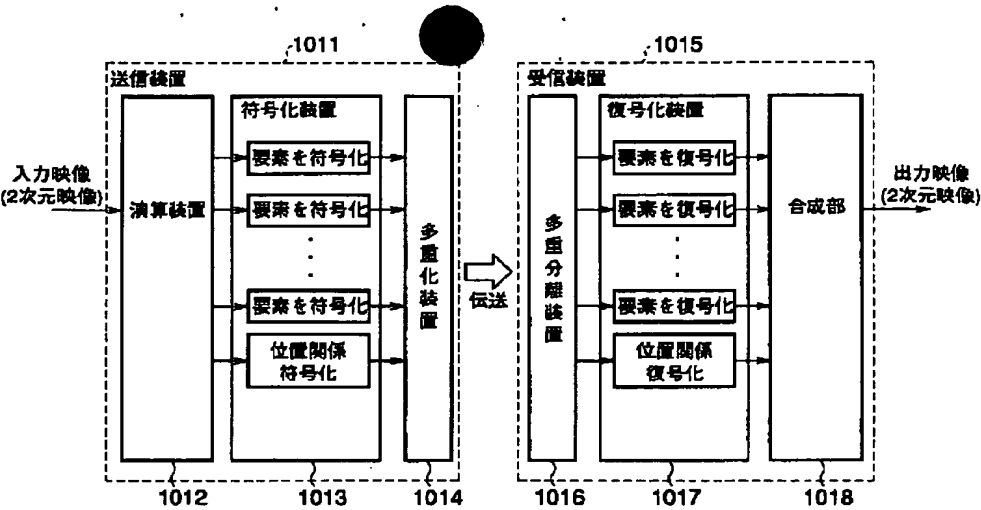 1011
送信装置
入力映像
(2次元映像)
演算装置
符号化装置
要素を符号化
要素を符号化
要素を符号化
位置関係
符号化
多重化装置
1012
1013
1014
伝送
1015
受信装置
多重分離装置
復号化装置
要素を復号化
要素を復号化
要素を復号化
位置関係
復号化
合成部
出力映像
(2次元映像)
1016
1017
1018